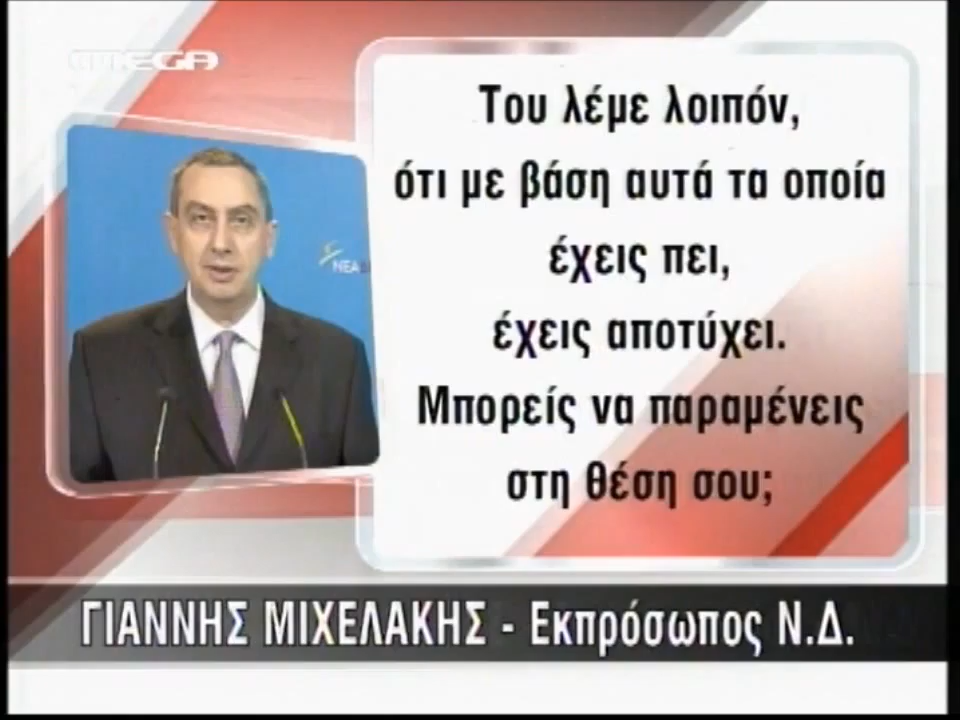 MEGA
Του λέμε λοιπόν,
ότι με βάση αυτά τα οποία
έχεις πει,
έχεις αποτύχει.
Μπορείς να παραμένεις
στη θέση σου;
ΝΕΑ
ΓΙΑΝΝΗΣ ΜΙΧΕΛΑΚΗΣ - Εκπρόσωπος Ν.Δ.